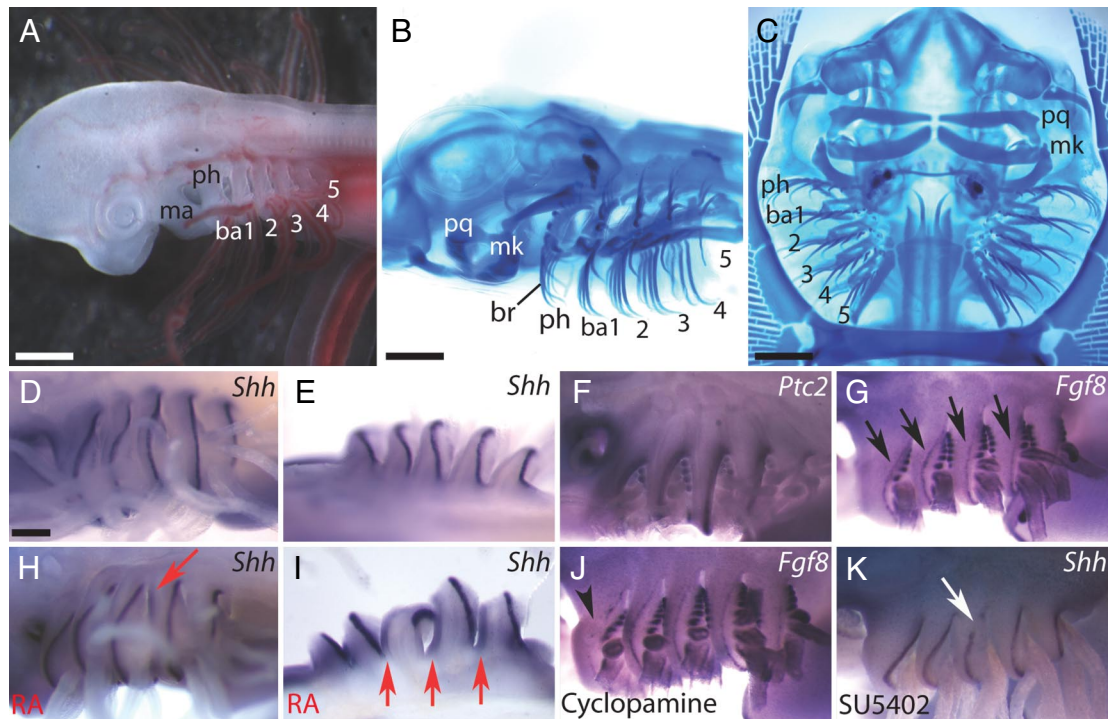 A
ph
ma
ba1
2
3
4
5
B
pq
mk
br
ph
ba1
2
3
4
5
C
pq
mk
ph
ba1
2
3
4
5
D
Shh
E
Shh
F
Ptc2
G
Fgf8
H
Shh
RA
I
Shh
RA
J
Fgf8
Cyclopamine
K
Shh
SU5402